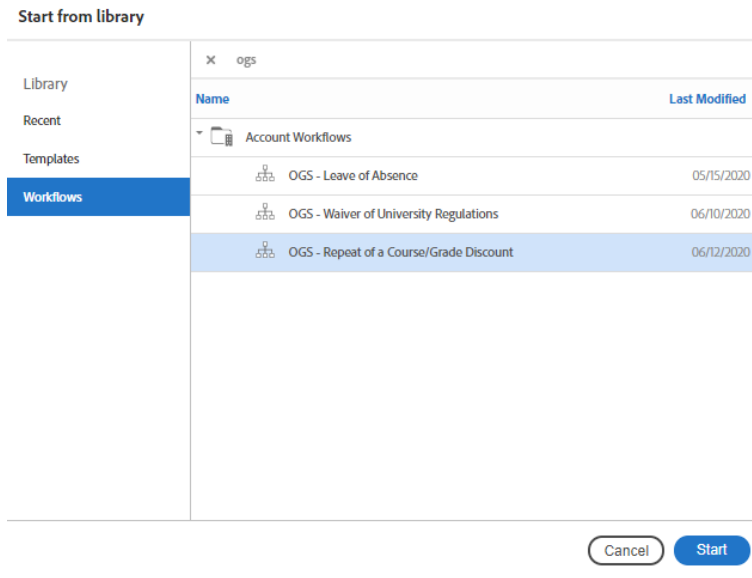 Start from library
ogs
Library
Name Last Modified
Recent
Account Workflows
Templates
OGS - Leave of Absence 05/15/2020
Workflows
OGS - Waiver of University Regulations 06/10/2020
OGS - Repeat of a Course/Grade Discount 06/12/2020
Cancel Start